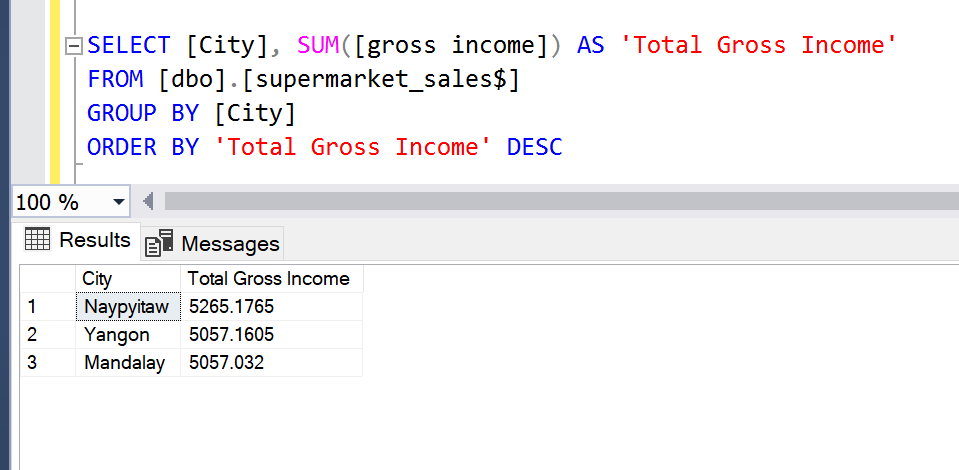 SELECT [City], SUM([gross income]) AS 'Total Gross Income'
FROM [dbo].[supermarket_sales$]
GROUP BY [City]
ORDER BY 'Total Gross Income' DESC
100 %
Results Messages
City Total Gross Income
1 Naypyitaw 5265.1765
2 Yangon 5057.1605
3 Mandalay 5057.032